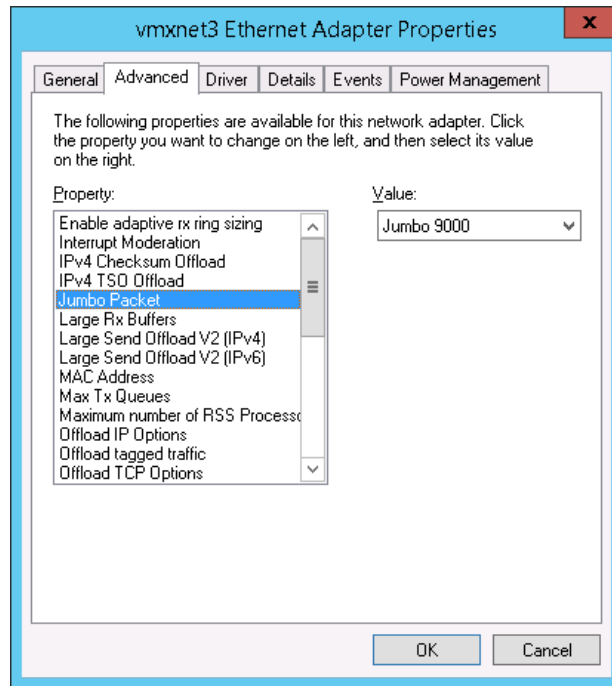 vmxnet3 Ethernet Adapter Properties
x
General Advanced Driver Details Events Power Management
The following properties are available for this network adapter. Click
the property you want to change on the left, and then select its value
on the right.
Property:
Value:
Enable adaptive rx ring sizing
Jumbo 9000
Interrupt Moderation
IPv4 Checksum Offload
IPv4 TSO Offload
Jumbo Packet
Large Rx Buffers
Large Send Offload V2 (IPv4)
Large Send Offload V2 (IPv6)
MAC Address
Max Tx Queues
Maximum number of RSS Processo
Offload IP Options
Offload tagged traffic
Offload TCP Options
OK
Cancel